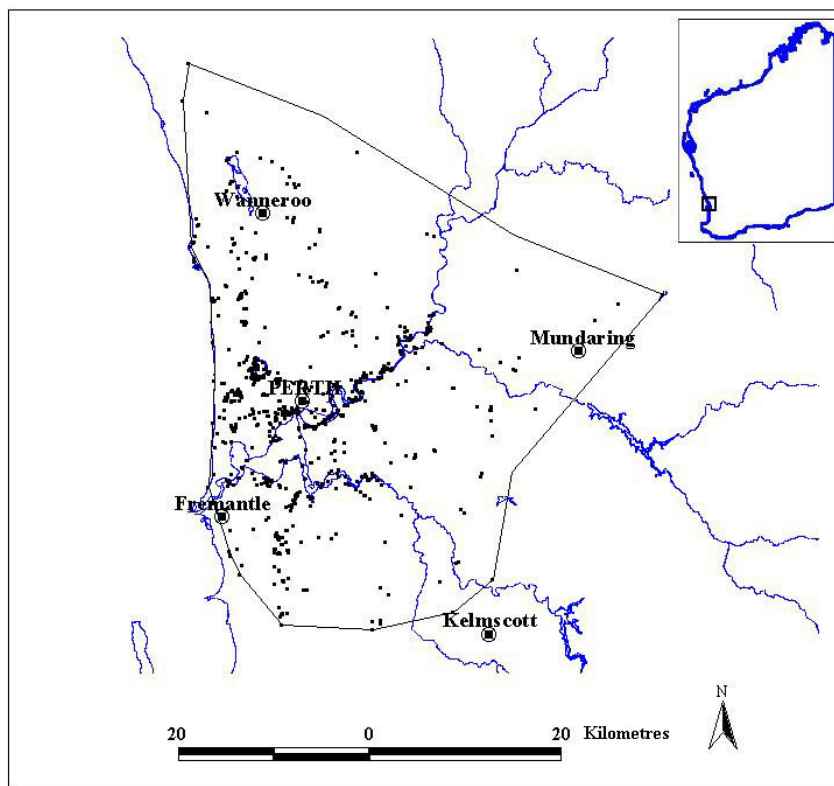 Wanneroo
Mundaring
PERTH
Fremantle
Kelmscott
N
20 0 20 Kilometres